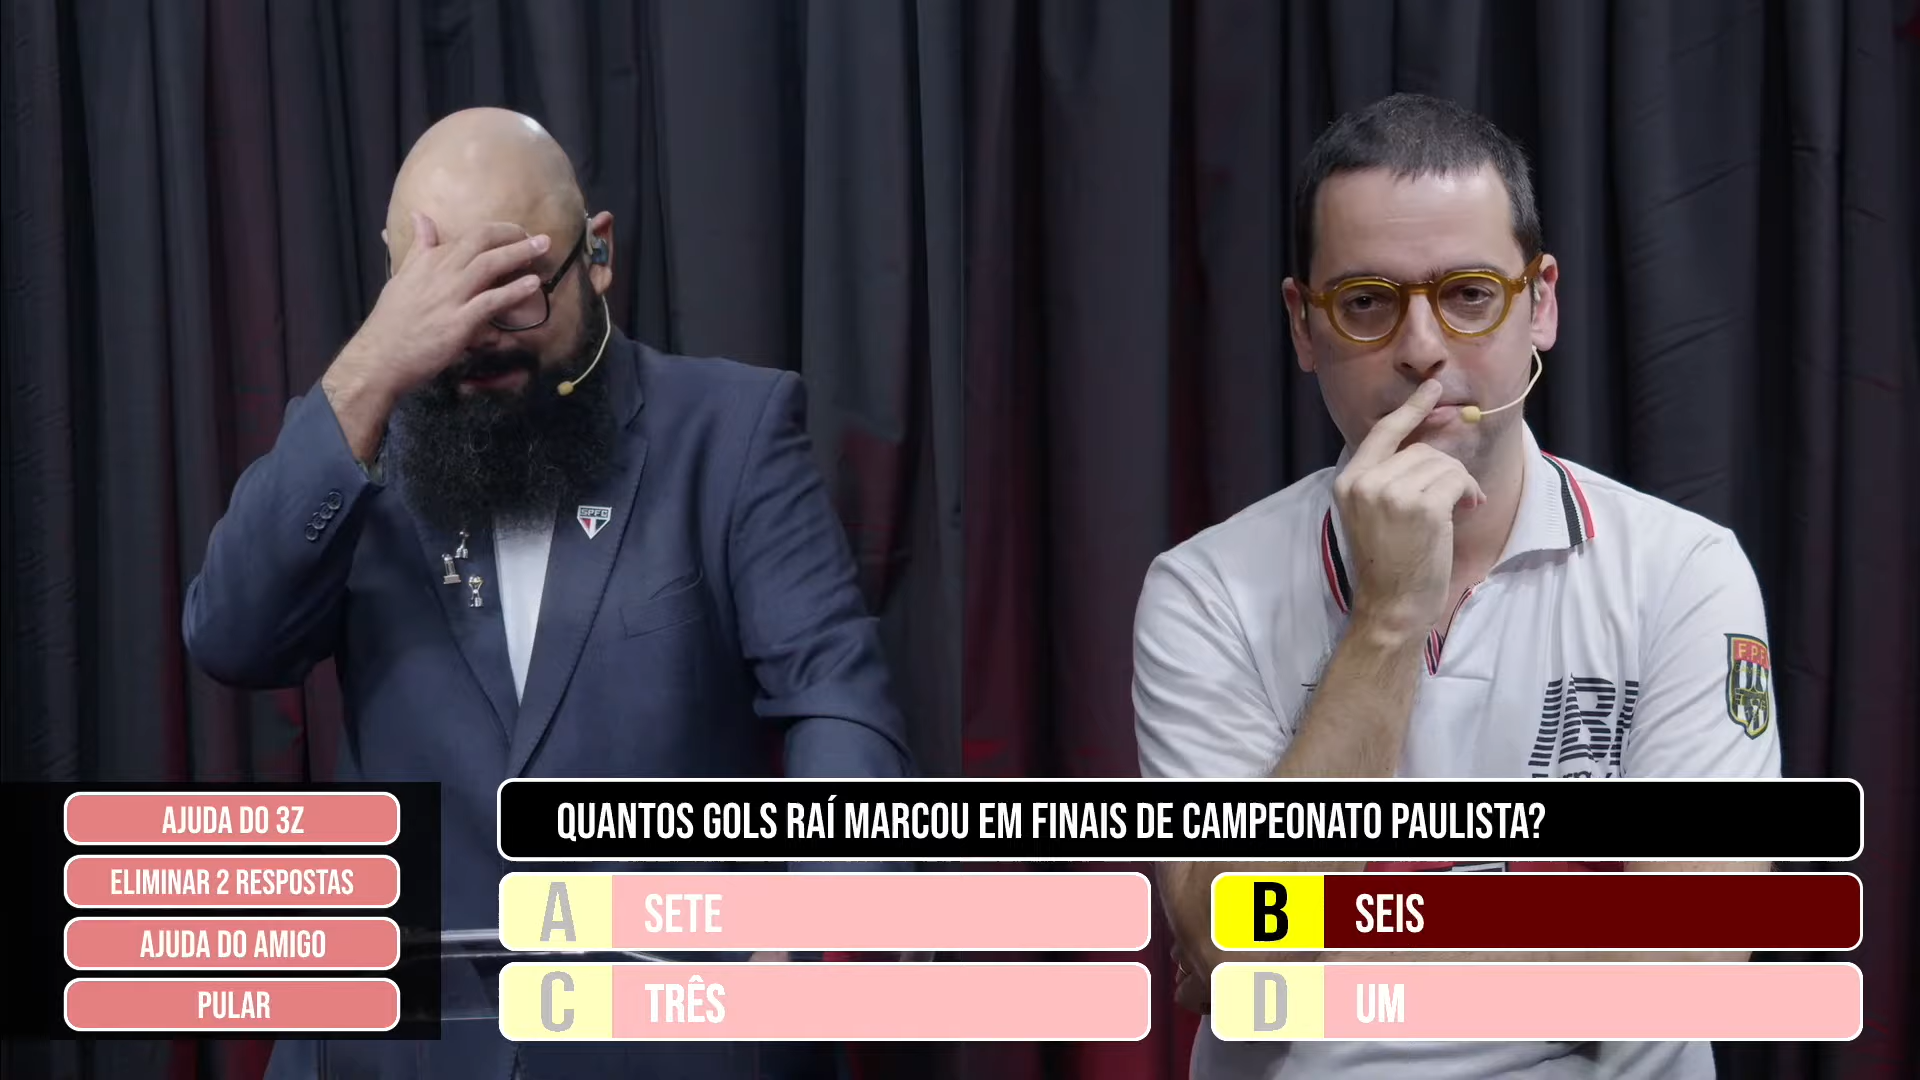 SPFC
F.P.F
IBF
AJUDA DO 3Z
ELIMINAR 2 RESPOSTAS
AJUDA DO AMIGO
PULAR
QUANTOS GOLS RAÍ MARCOU EM FINAIS DE CAMPEONATO PAULISTA?
A SETE
B SEIS
C TRÊS
D UM